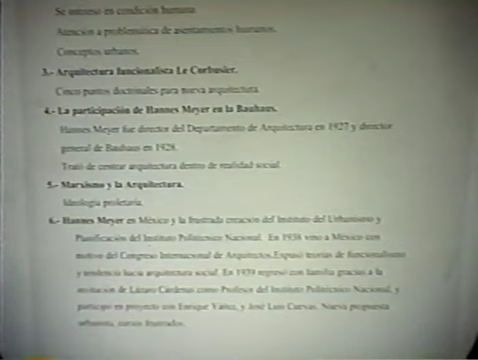 Se intereso en condición humana.
Atención a problemática de asentamientos humanos.
Conceptos urbanos.
3.- Arquitectura funcionalista Le Corbusier.
Cinco puntos doctrinales para nueva arquitectura
4.- La participación de Hannes Meyer en la Bauhaus.
Hannes Meyer fue director del Departamento de Arquitectura en 1927 y director
general de Bauhaus en 1928.
Trató de centrar arquitectura dentro de realidad social.
5.- Marxismo y la Arquitectura.
Ideología proletaria.
6.- Hannes Meyer en México y la frustrada creación del Instituto del Urbanismo y
Planificación del Instituto Politécnico Nacional. En 1938 vino a México con
motivo del Congreso Internacional de Arquitectos.Expuso teorías de funcionalismo
y tendencia hacia arquitectura social. En 1939 regresó con familia gracias a la
invitación de Lázaro Cárdenas como Profesor del Instituto Politécnico Nacional, y
participo en proyecto con Enrique Yañez, y José Luis Cuevas. Nueva propuesta
urbanista, cursos frustrados.